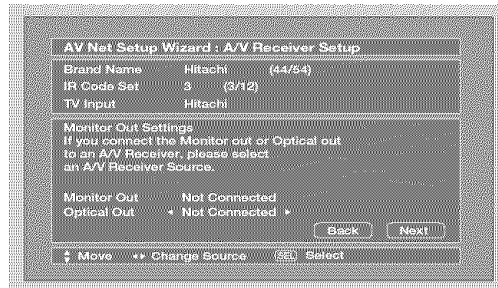 AV Net Setup Wizard : A/V Receiver Setup
Brand Name Hitachi (44/54)
IR Code Set 3 (3/12)
TV Input Hitachi
Monitor Out Settings
If you connect the Monitor out or Optical out
to an A/V Receiver, please select
an A/V Receiver Source.
Monitor Out Not Connected
Optical Out Not Connected
Back Next
Move Change Source SEL Select